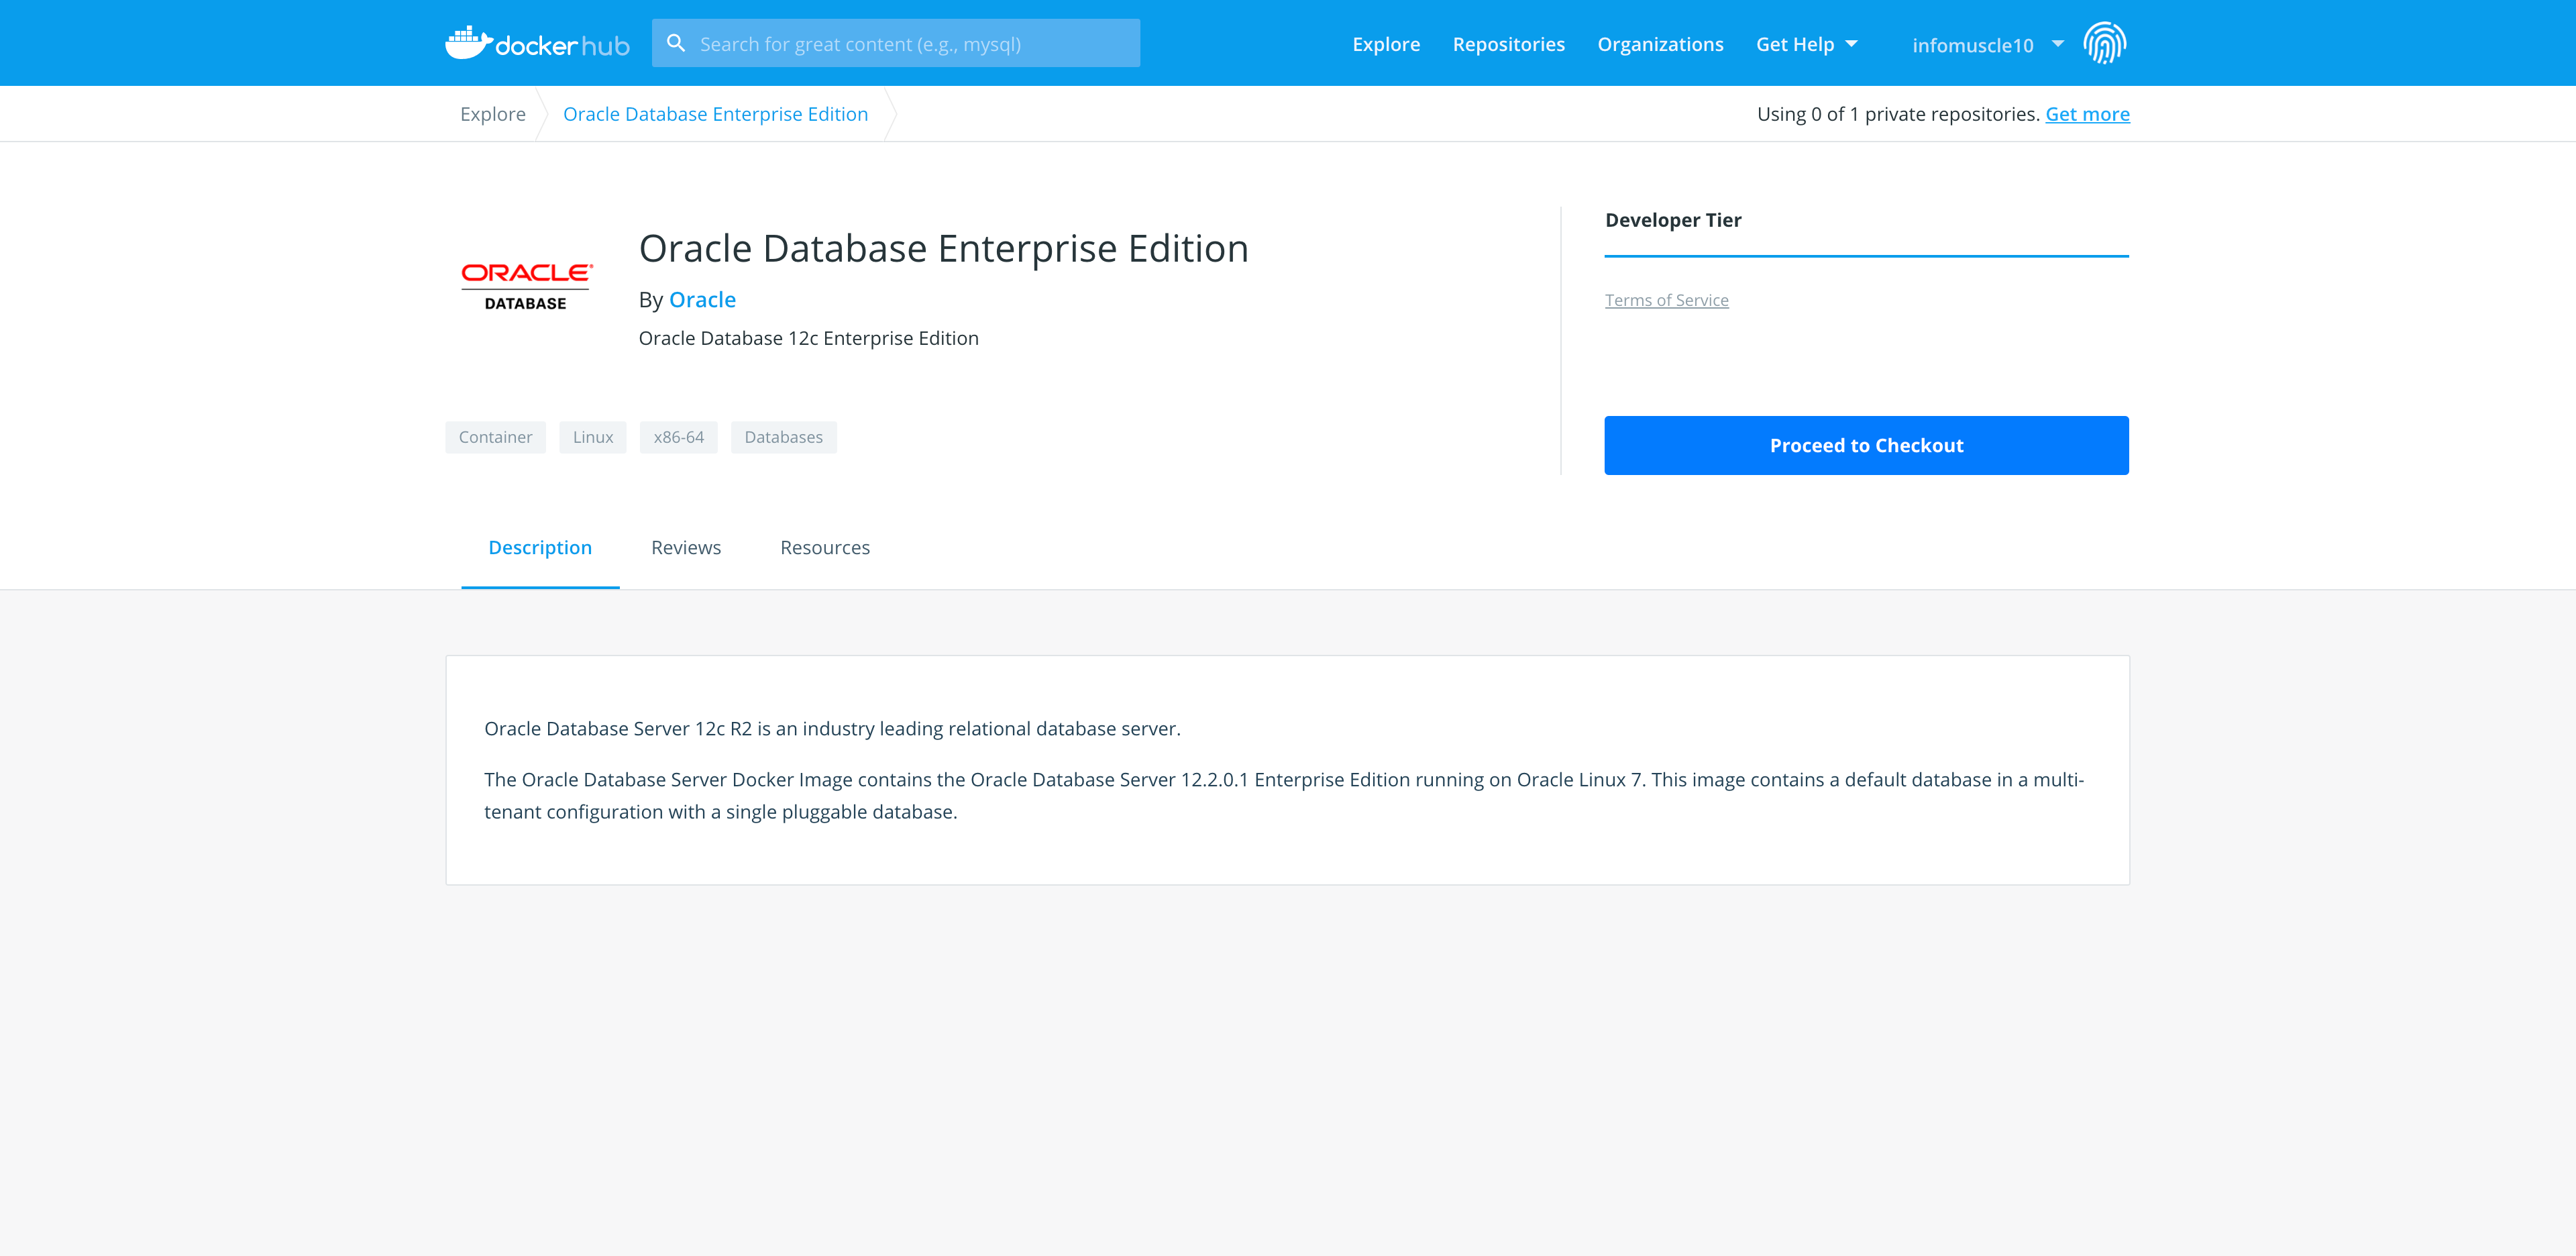 docker hub
Search for great content (e.g., mysql)
Explore
Repositories
Organizations
Get Help
infomuscle10
Explore
Oracle Database Enterprise Edition
Using 0 of 1 private repositories. Get more
ORACLE®
DATABASE
Oracle Database Enterprise Edition
By Oracle
Oracle Database 12c Enterprise Edition
Container
Linux
x86-64
Databases
Developer Tier
Terms of Service
Proceed to Checkout
Description
Reviews
Resources
Oracle Database Server 12c R2 is an industry leading relational database server.
The Oracle Database Server Docker Image contains the Oracle Database Server 12.2.0.1 Enterprise Edition running on Oracle Linux 7. This image contains a default database in a multi-
tenant configuration with a single pluggable database.